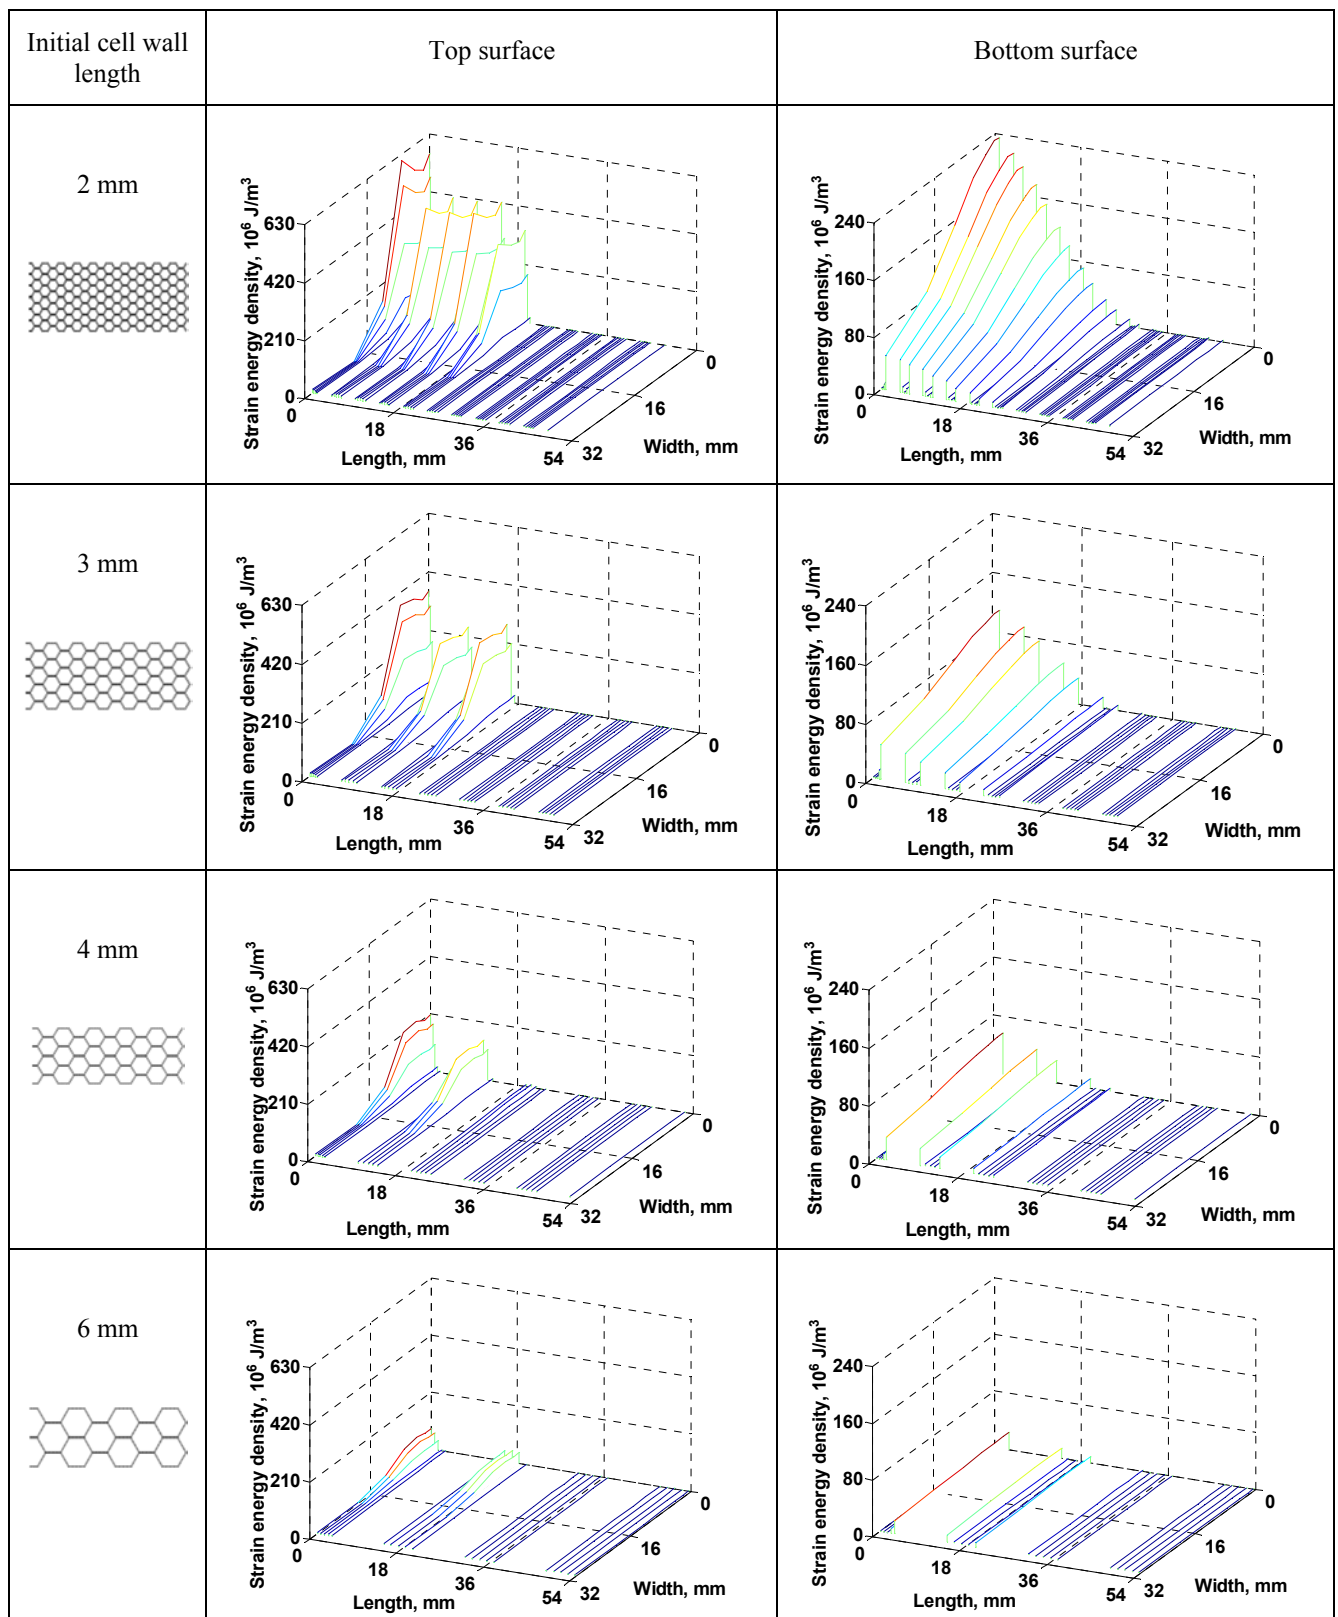 Initial cell wall
length
Top surface
Bottom surface
2 mm
Strain energy density, 10⁶ J/m³
630
420
210
0
0
18
36
54
Length, mm
32
16
0
Width, mm
Strain energy density, 10⁶ J/m³
240
160
80
0
0
18
36
54
Length, mm
32
16
0
Width, mm
3 mm
Strain energy density, 10⁶ J/m³
630
420
210
0
0
18
36
54
Length, mm
32
16
0
Width, mm
Strain energy density, 10⁶ J/m³
240
160
80
0
0
18
36
54
Length, mm
32
16
0
Width, mm
4 mm
Strain energy density, 10⁶ J/m³
630
420
210
0
0
18
36
54
Length, mm
32
16
0
Width, mm
Strain energy density, 10⁶ J/m³
240
160
80
0
0
18
36
54
Length, mm
32
16
0
Width, mm
6 mm
Strain energy density, 10⁶ J/m³
630
420
210
0
0
18
36
54
Length, mm
32
16
0
Width, mm
Strain energy density, 10⁶ J/m³
240
160
80
0
0
18
36
54
Length, mm
32
16
0
Width, mm